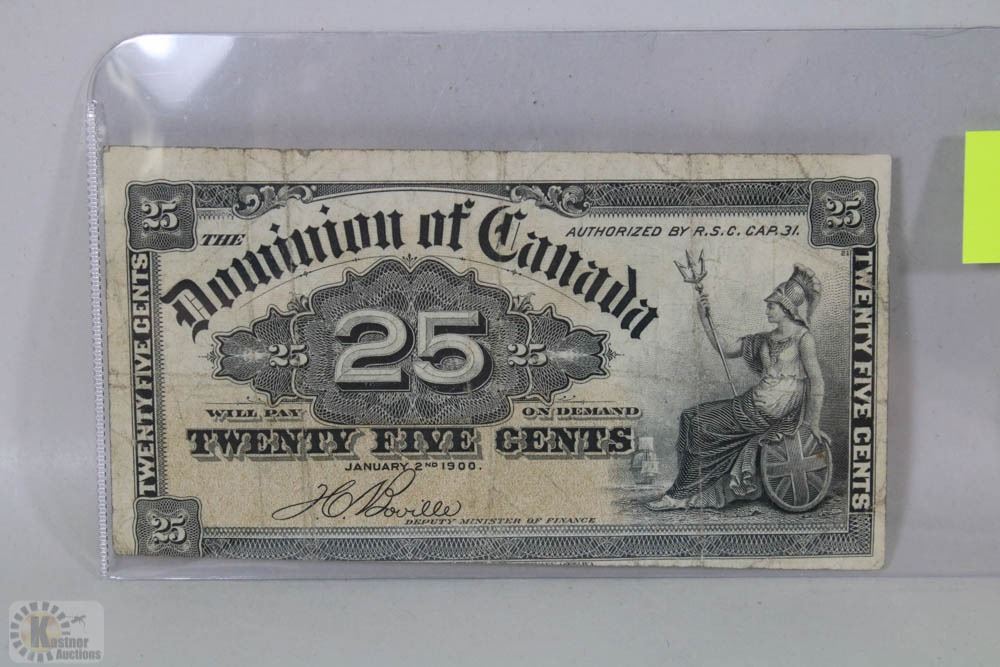 25
25
THE Dominion of Canada
AUTHORIZED BY R.S.C. CAP. 31.
25 25 25
WILL PAY ON DEMAND
TWENTY FIVE CENTS
JANUARY 2ND 1900.
H.C. Boville
DEPUTY MINISTER OF FINANCE
25
TWENTY FIVE CENTS
TWENTY FIVE CENTS
Kastner
Auctions